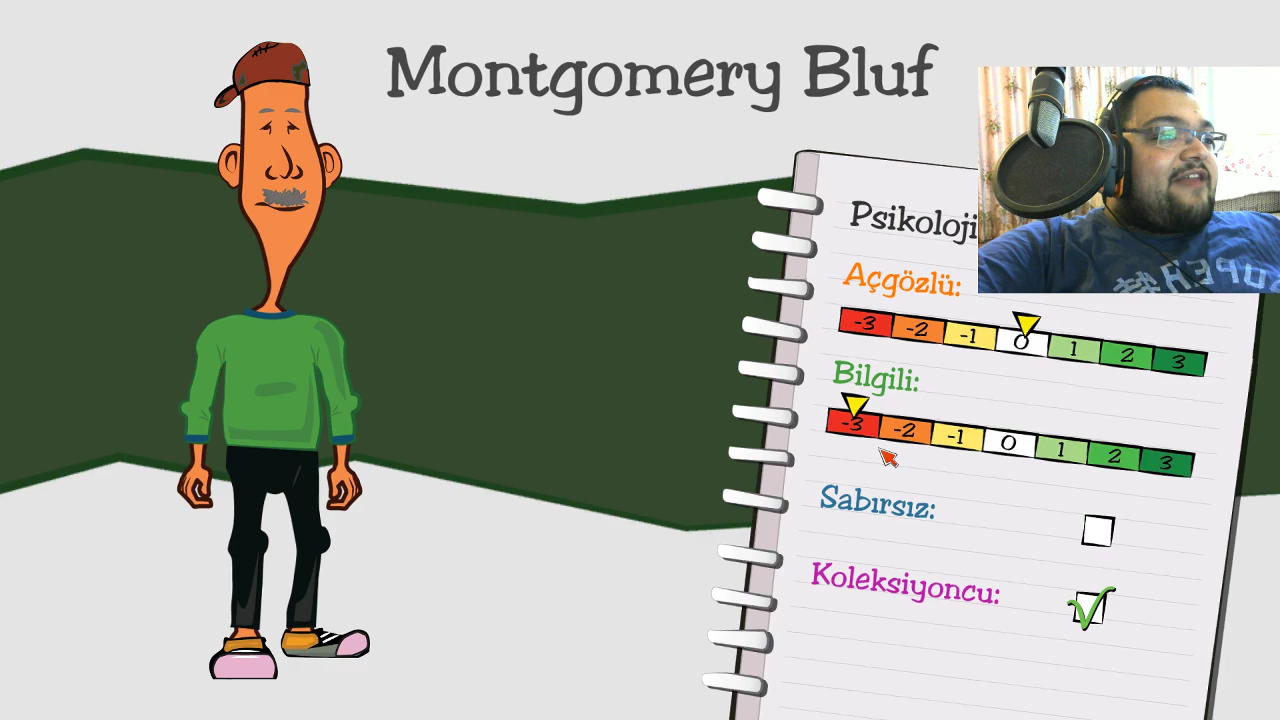 Montgomery Bluf
Psikoloji
Açgözlü:
-3 -2 -1 0 1 2 3
Bilgili:
-3 -2 -1 0 1 2 3
Sabırsız:
Koleksiyoncu: